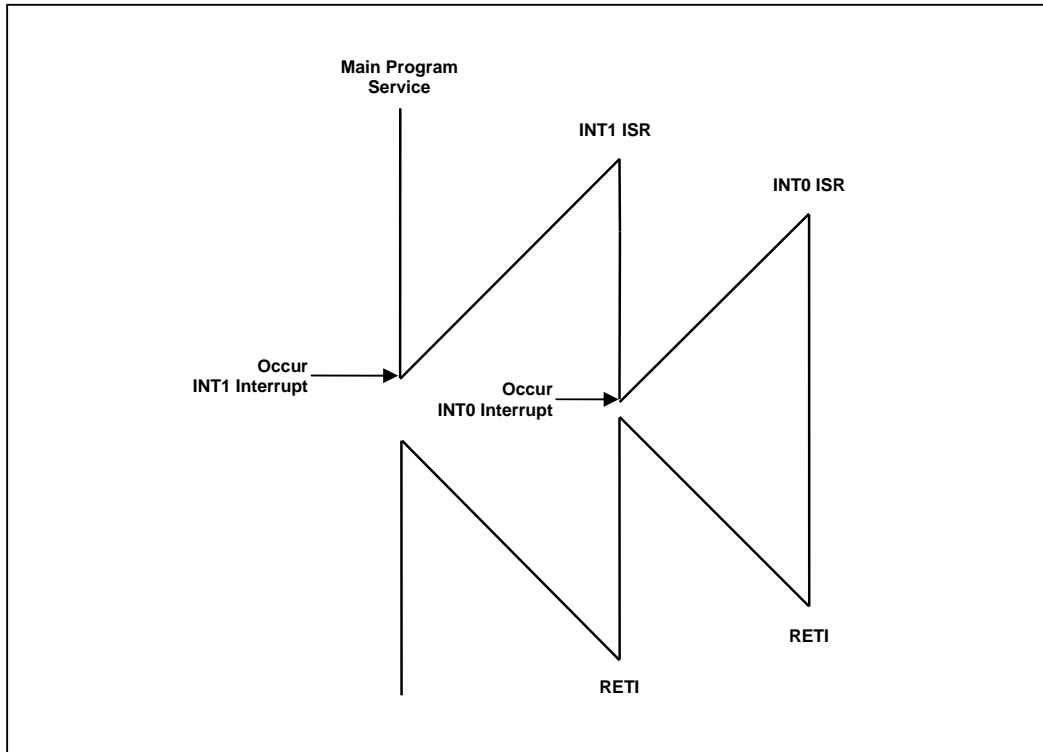 Main Program
Service
INT1 ISR
INT0 ISR
Occur
INT1 Interrupt
Occur
INT0 Interrupt
RETI
RETI